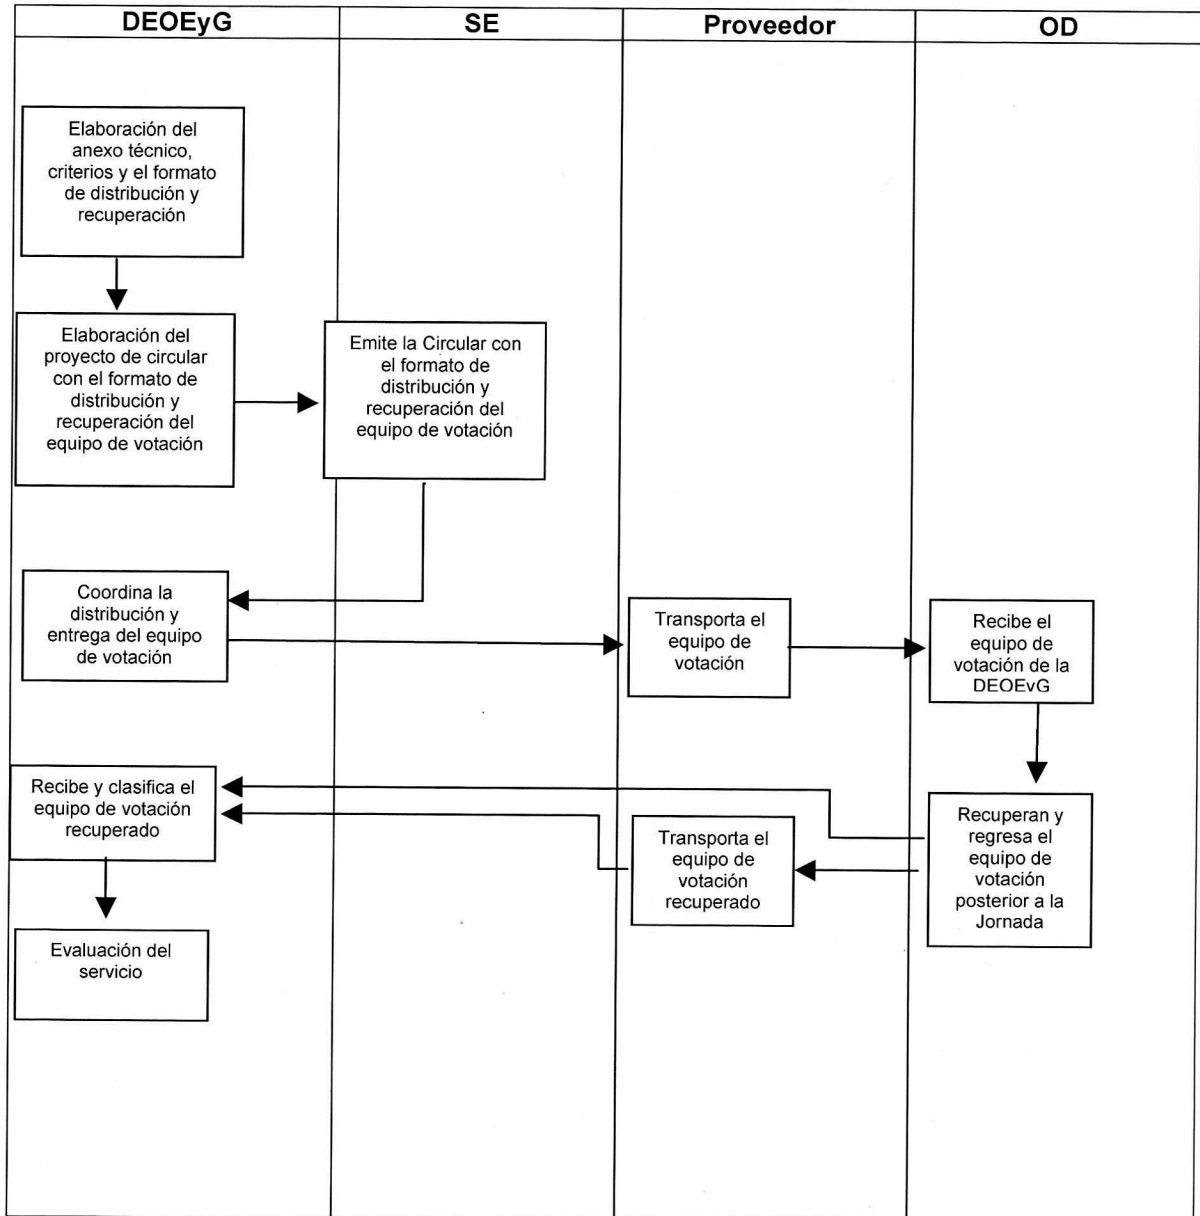 DEOEyG
SE
Proveedor
OD
Elaboración del
anexo técnico,
criterios y el formato
de distribución y
recuperación
Elaboración del
proyecto de circular
con el formato de
distribución y
recuperación del
equipo de votación
Emite la Circular con
el formato de
distribución y
recuperación del
equipo de votación
Coordina la
distribución y
entrega del equipo
de votación
Transporta el
equipo de
votación
Recibe el
equipo de
votación de la
DEOEyG
Recibe y clasifica el
equipo de votación
recuperado
Transporta el
equipo de
votación
recuperado
Recuperan y
regresa el
equipo de
votación
posterior a la
Jornada
Evaluación del
servicio